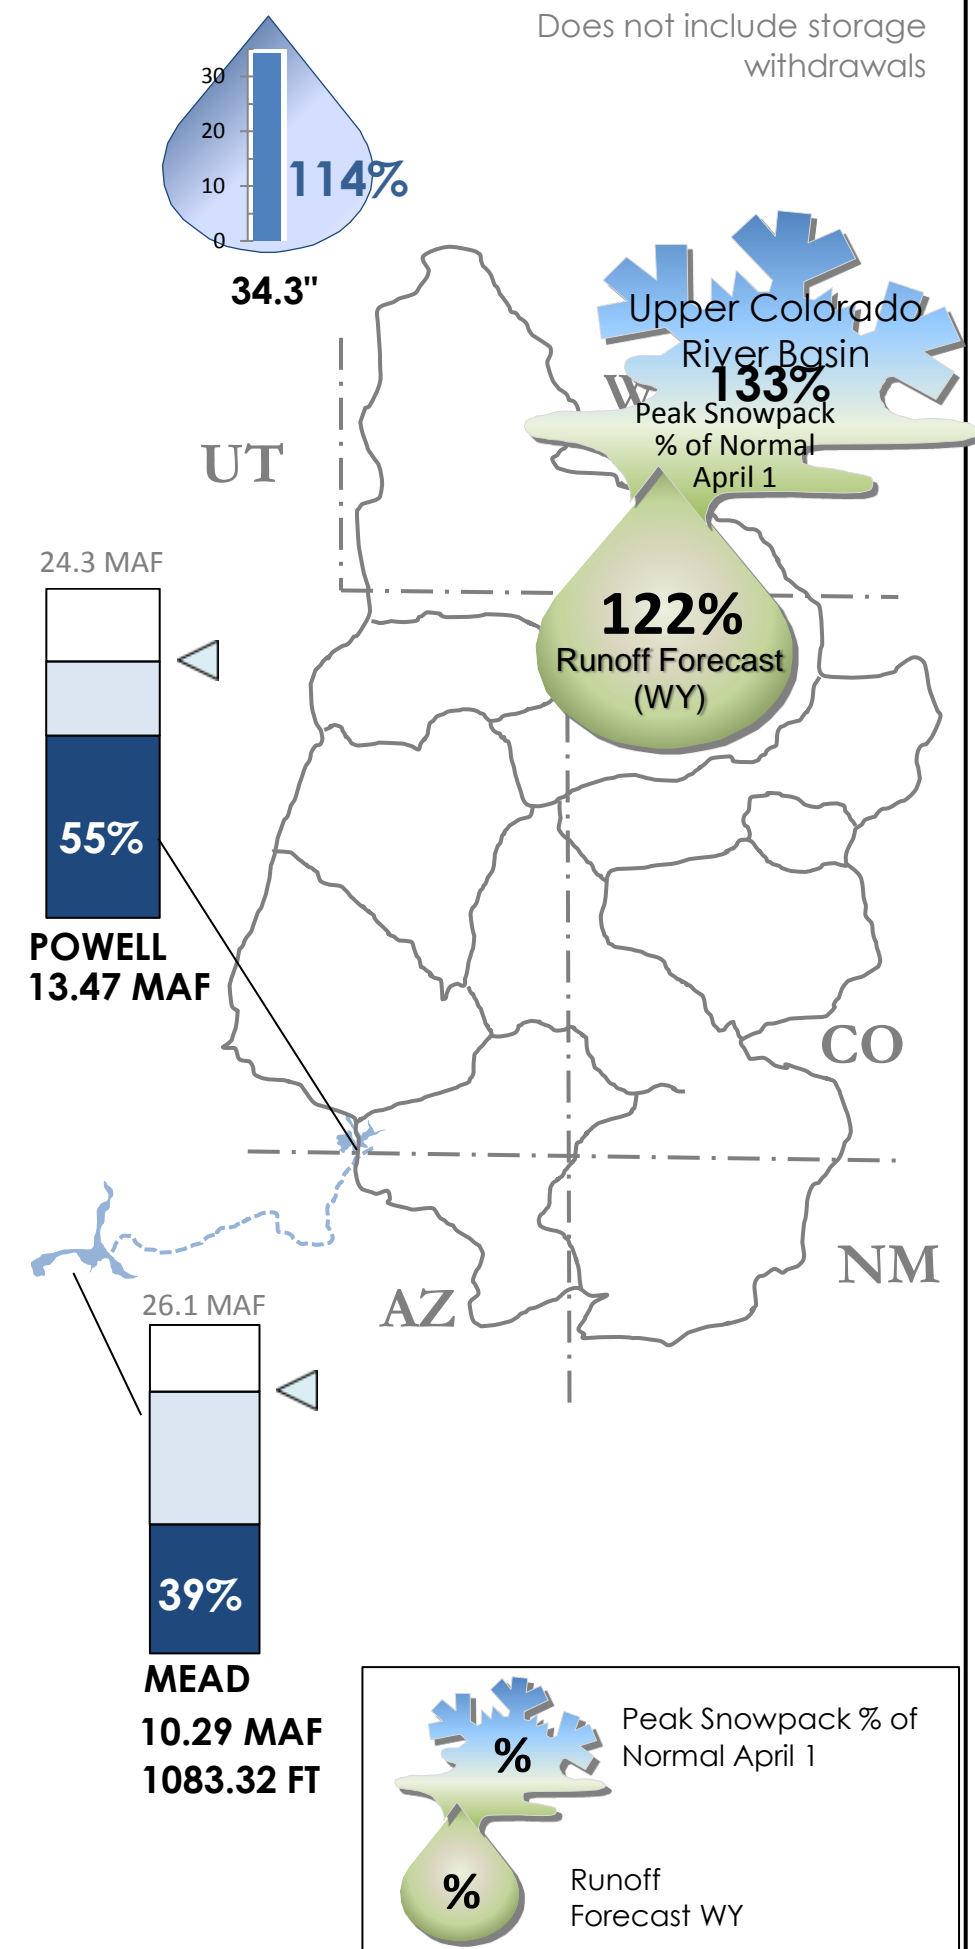 Does not include storage
withdrawals
30
20
10
0
114%
34.3"
Upper Colorado
River Basin
133%
Peak Snowpack
% of Normal
April 1
W
UT
24.3 MAF
122%
Runoff Forecast
(WY)
55%
POWELL
13.47 MAF
CO
NM
AZ
26.1 MAF
39%
MEAD
10.29 MAF
1083.32 FT
%
Peak Snowpack % of
Normal April 1
%
Runoff
Forecast WY